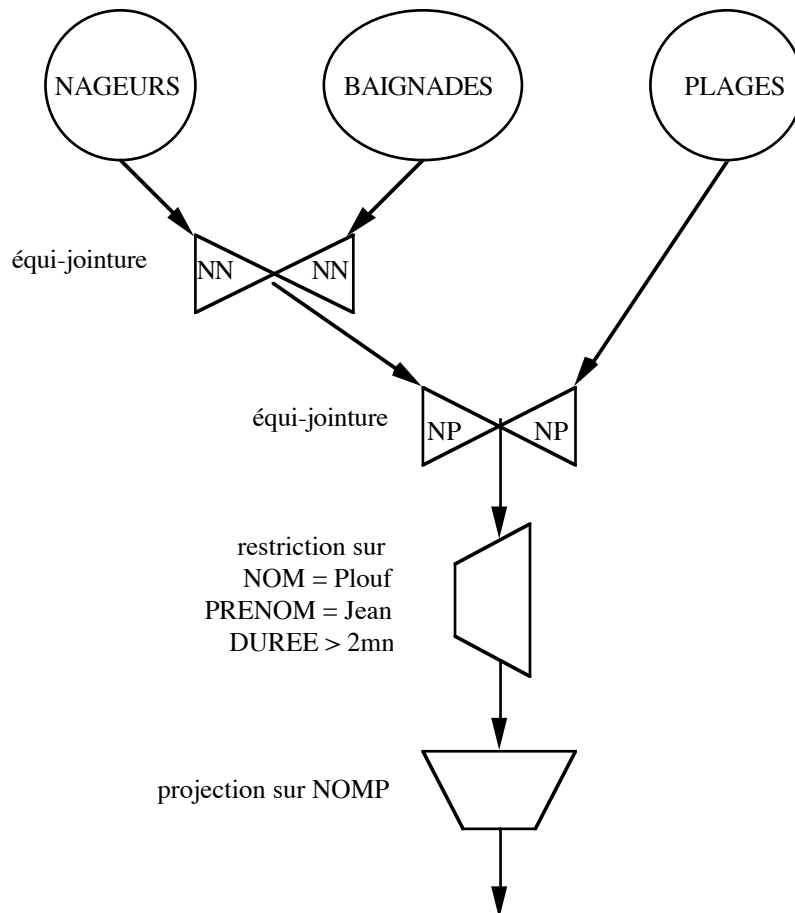 NAGEURS
BAIGNADES
PLAGES
équi-jointure
NN
NN
équi-jointure
NP
NP
restriction sur
NOM = Plouf
PRENOM = Jean
DUREE > 2mn
projection sur NOMP